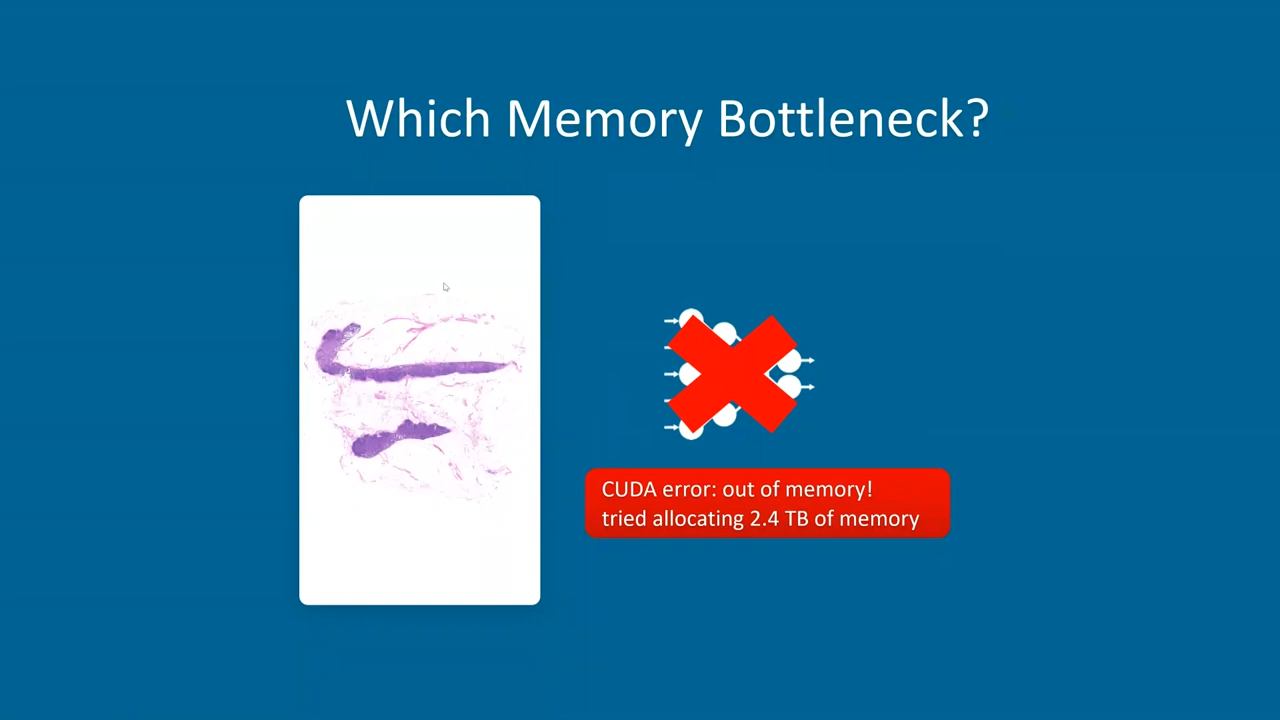 Which Memory Bottleneck?
CUDA error: out of memory!
tried allocating 2.4 TB of memory